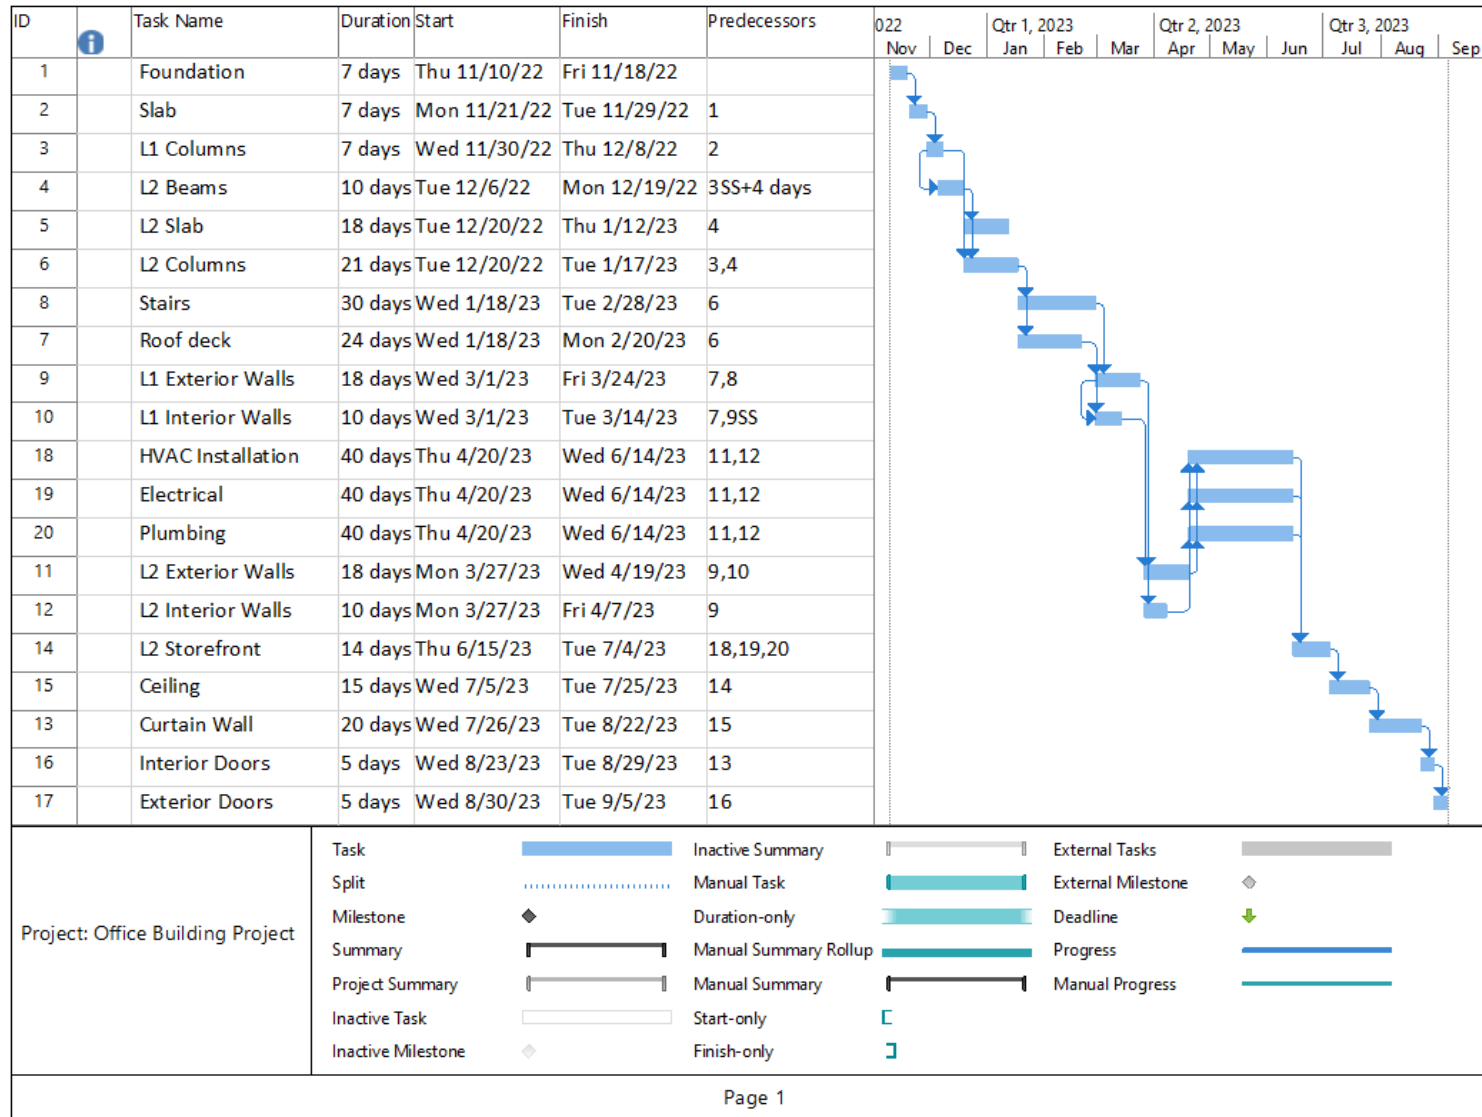 ID Task Name Duration Start Finish Predecessors 022 Qtr 1, 2023 Qtr 2, 2023 Qtr 3, 2023
Nov Dec Jan Feb Mar Apr May Jun Jul Aug Sep
1 Foundation 7 days Thu 11/10/22 Fri 11/18/22
2 Slab 7 days Mon 11/21/22 Tue 11/29/22 1
3 L1 Columns 7 days Wed 11/30/22 Thu 12/8/22 2
4 L2 Beams 10 days Tue 12/6/22 Mon 12/19/22 3SS+4 days
5 L2 Slab 18 days Tue 12/20/22 Thu 1/12/23 4
6 L2 Columns 21 days Tue 12/20/22 Tue 1/17/23 3,4
8 Stairs 30 days Wed 1/18/23 Tue 2/28/23 6
7 Roof deck 24 days Wed 1/18/23 Mon 2/20/23 6
9 L1 Exterior Walls 18 days Wed 3/1/23 Fri 3/24/23 7,8
10 L1 Interior Walls 10 days Wed 3/1/23 Tue 3/14/23 7,9SS
18 HVAC Installation 40 days Thu 4/20/23 Wed 6/14/23 11,12
19 Electrical 40 days Thu 4/20/23 Wed 6/14/23 11,12
20 Plumbing 40 days Thu 4/20/23 Wed 6/14/23 11,12
11 L2 Exterior Walls 18 days Mon 3/27/23 Wed 4/19/23 9,10
12 L2 Interior Walls 10 days Mon 3/27/23 Fri 4/7/23 9
14 L2 Storefront 14 days Thu 6/15/23 Tue 7/4/23 18,19,20
15 Ceiling 15 days Wed 7/5/23 Tue 7/25/23 14
13 Curtain Wall 20 days Wed 7/26/23 Tue 8/22/23 15
16 Interior Doors 5 days Wed 8/23/23 Tue 8/29/23 13
17 Exterior Doors 5 days Wed 8/30/23 Tue 9/5/23 16
Project: Office Building Project
Task Inactive Summary External Tasks
Split Manual Task External Milestone
Milestone Duration-only Deadline
Summary Manual Summary Rollup Progress
Project Summary Manual Summary Manual Progress
Inactive Task Start-only
Inactive Milestone Finish-only
Page 1